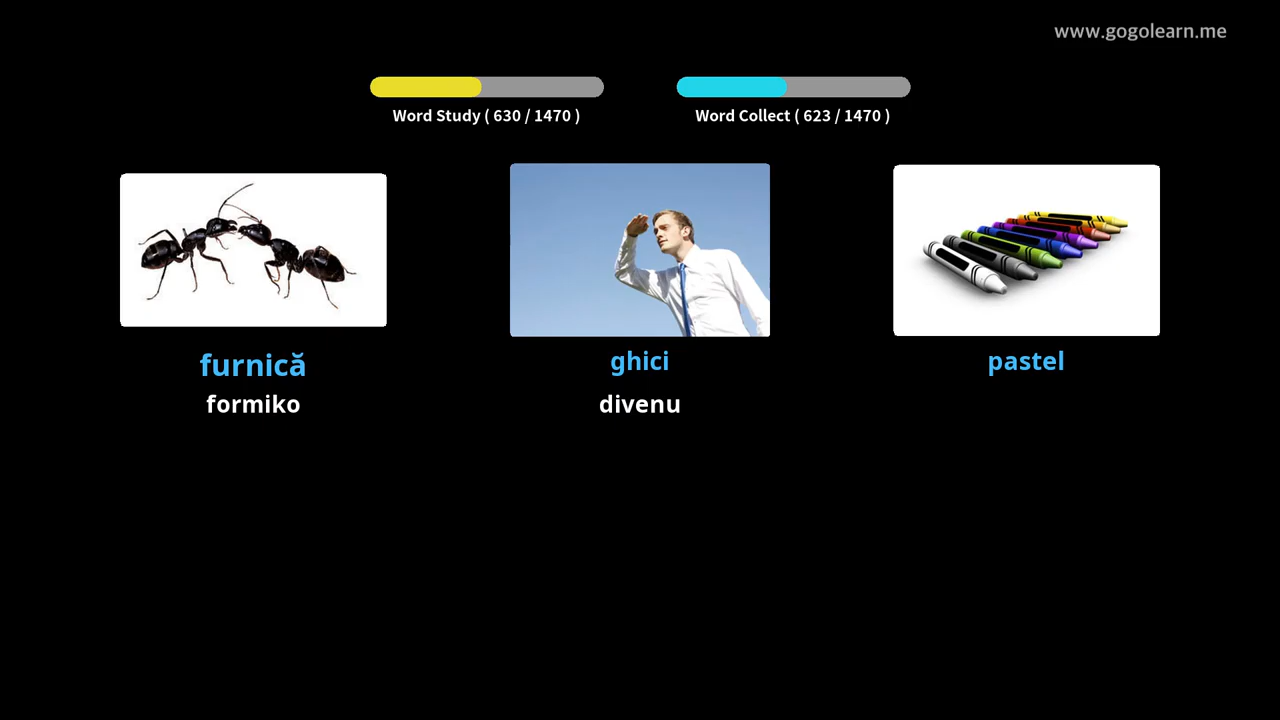 www.gogolearn.me
Word Study ( 630 / 1470 )
Word Collect ( 623 / 1470 )
furnică
formiko
ghici
divenu
pastel